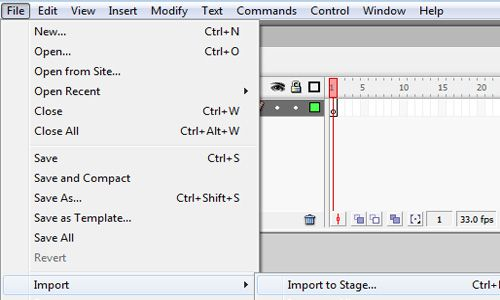 File Edit View Insert Modify Text Commands Control Window Help
New... Ctrl+N
Open... Ctrl+O
Open from Site...
Open Recent
Close Ctrl+W
Close All Ctrl+Alt+W
Save Ctrl+S
Save and Compact
Save As... Ctrl+Shift+S
Save as Template...
Save All
Revert
Import
Import to Stage... Ctrl+
1 5 10 15 20
1 33.0 fps